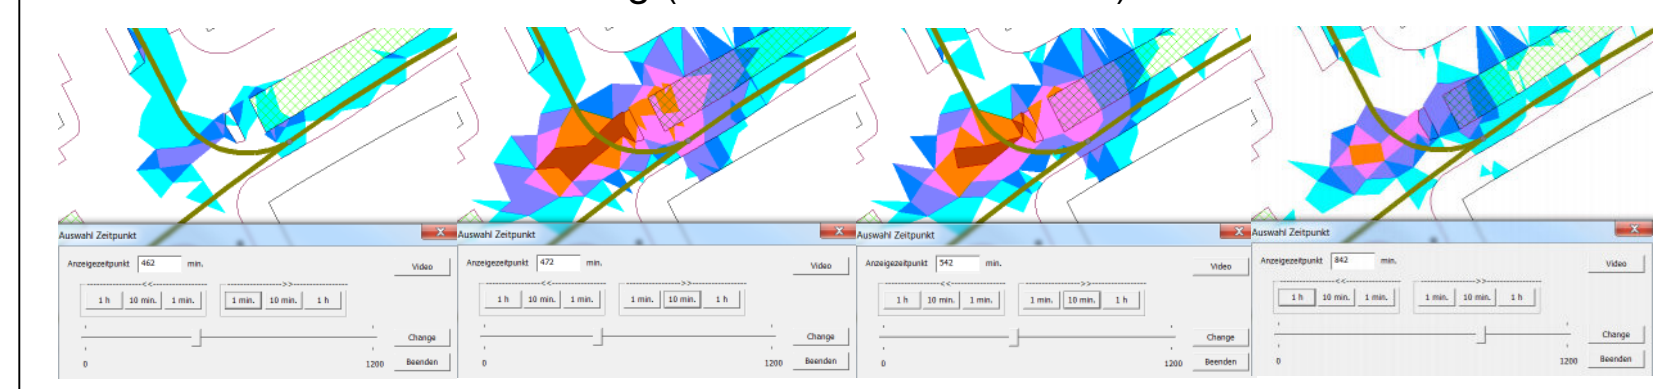 Auswahl Zeitpunkt X
Anzeigezeitpunkt 462 min. Video
<< >>
1 h 10 min. 1 min. 1 min. 10 min. 1 h
Change
0 1200 Beenden
Auswahl Zeitpunkt X
Anzeigezeitpunkt 472 min. Video
<< >>
1 h 10 min. 1 min. 1 min. 10 min. 1 h
Change
0 1200 Beenden
Auswahl Zeitpunkt X
Anzeigezeitpunkt 542 min. Video
<< >>
1 h 10 min. 1 min. 1 min. 10 min. 1 h
Change
0 1200 Beenden
Auswahl Zeitpunkt X
Anzeigezeitpunkt 842 min. Video
<< >>
1 h 10 min. 1 min. 1 min. 10 min. 1 h
Change
0 1200 Beenden